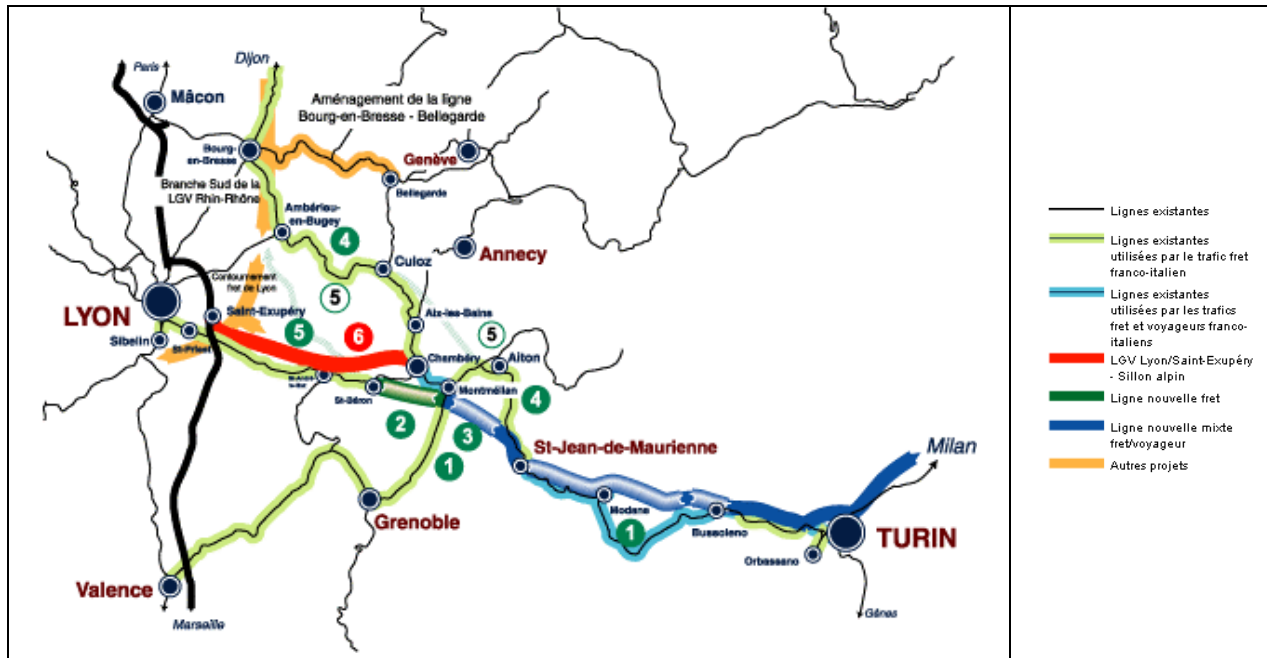 Paris
Dijon
Mâcon
Aménagement de la ligne
Bourg-en-Bresse - Bellegarde
Bourg-
en-Bresse
Genève
Bellegarde
Branche Sud de la
LGV Rhin-Rhône
Ambérieu-
en-Bugey
4
Annecy
Culoz
Contournement
fret de Lyon
5
LYON
Saint-Exupéry
Aix-les-Bains
5
6
5
Sibelin
St-Priest
Chambéry
Aiton
St-Béron
Montmélian
2
3
4
1
St-Jean-de-Maurienne
Milan
Grenoble
Modane
1
Bussoleno
TURIN
Orbassano
Valence
Marseille
Gênes
Lignes existantes
Lignes existantes
utilisées par le trafic fret
franco-italien
Lignes existantes
utilisées par les trafics
fret et voyageurs franco-
italiens
LGV Lyon/Saint-Exupéry
- Sillon alpin
Ligne nouvelle fret
Ligne nouvelle mixte
fret/voyageur
Autres projets